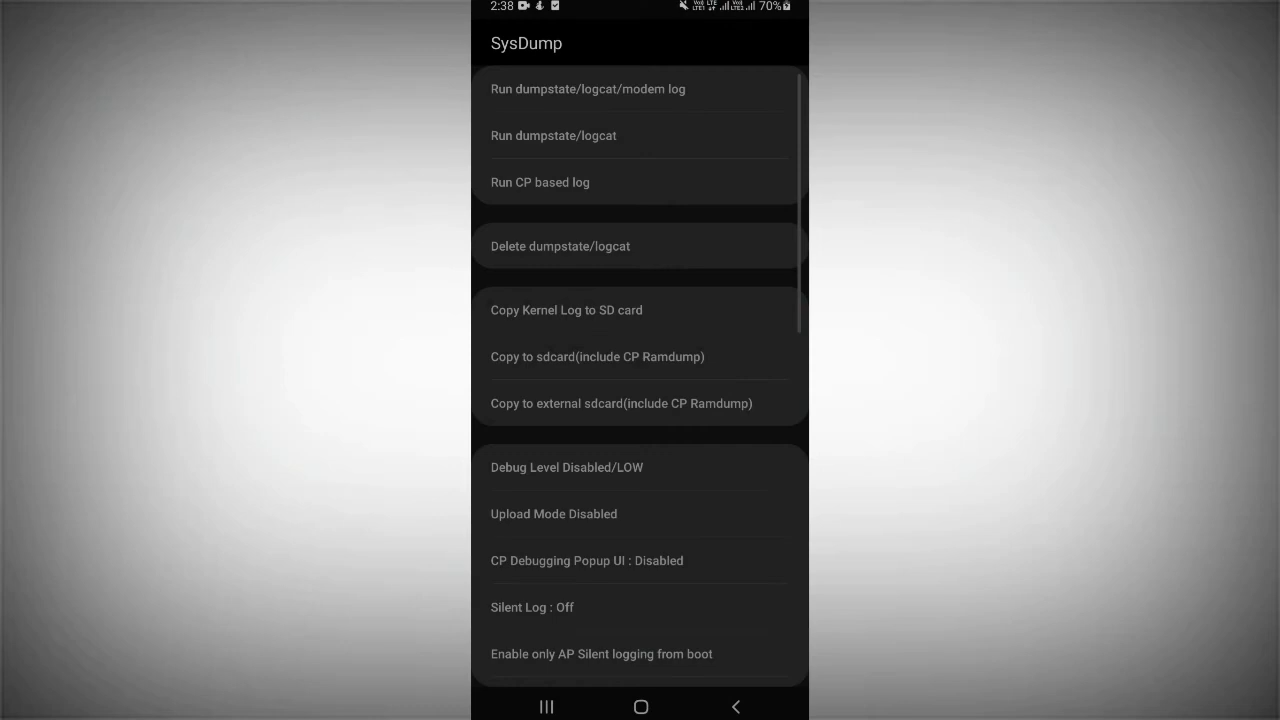 2:38 70%
SysDump
Run dumpstate/logcat/modem log
Run dumpstate/logcat
Run CP based log
Delete dumpstate/logcat
Copy Kernel Log to SD card
Copy to sdcard(include CP Ramdump)
Copy to external sdcard(include CP Ramdump)
Debug Level Disabled/LOW
Upload Mode Disabled
CP Debugging Popup UI : Disabled
Silent Log : Off
Enable only AP Silent logging from boot